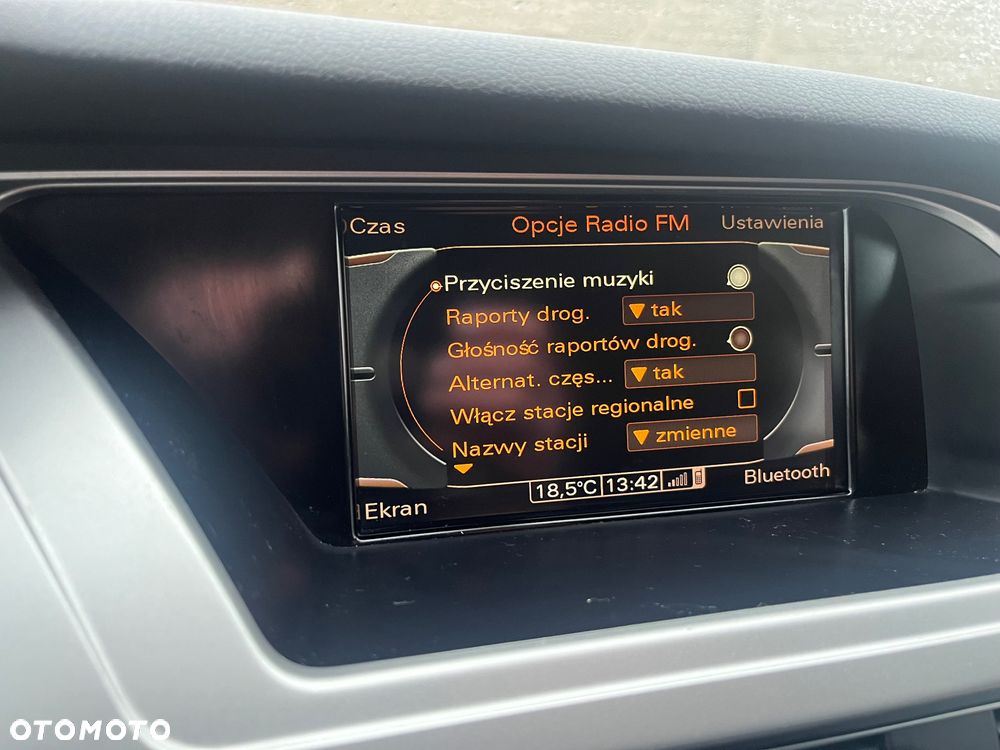 Czas Opcje Radio FM Ustawienia
Przyciszenie muzyki
Raporty drog. tak
Głośność raportów drog.
Alternat. częs... tak
Włącz stacje regionalne
Nazwy stacji zmienne
18,5°C 13:42
Ekran Bluetooth
OTOMOTO